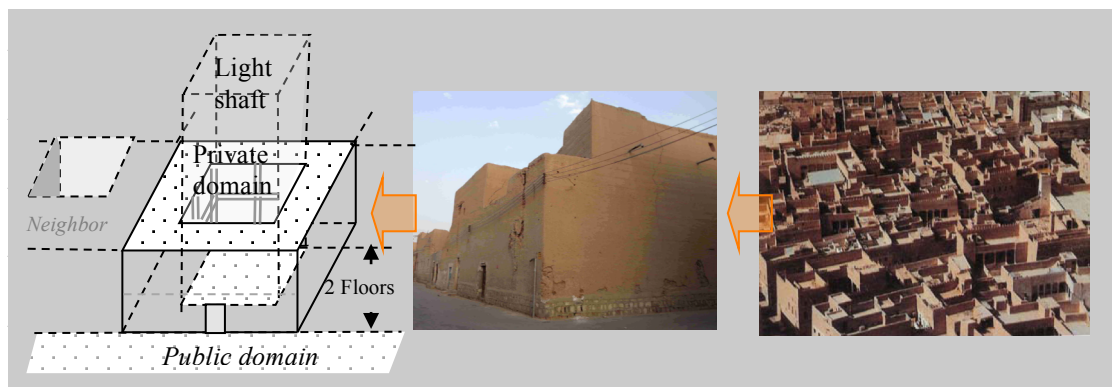 Light
shaft
Private
domain
Neighbor
2 Floors
Public domain